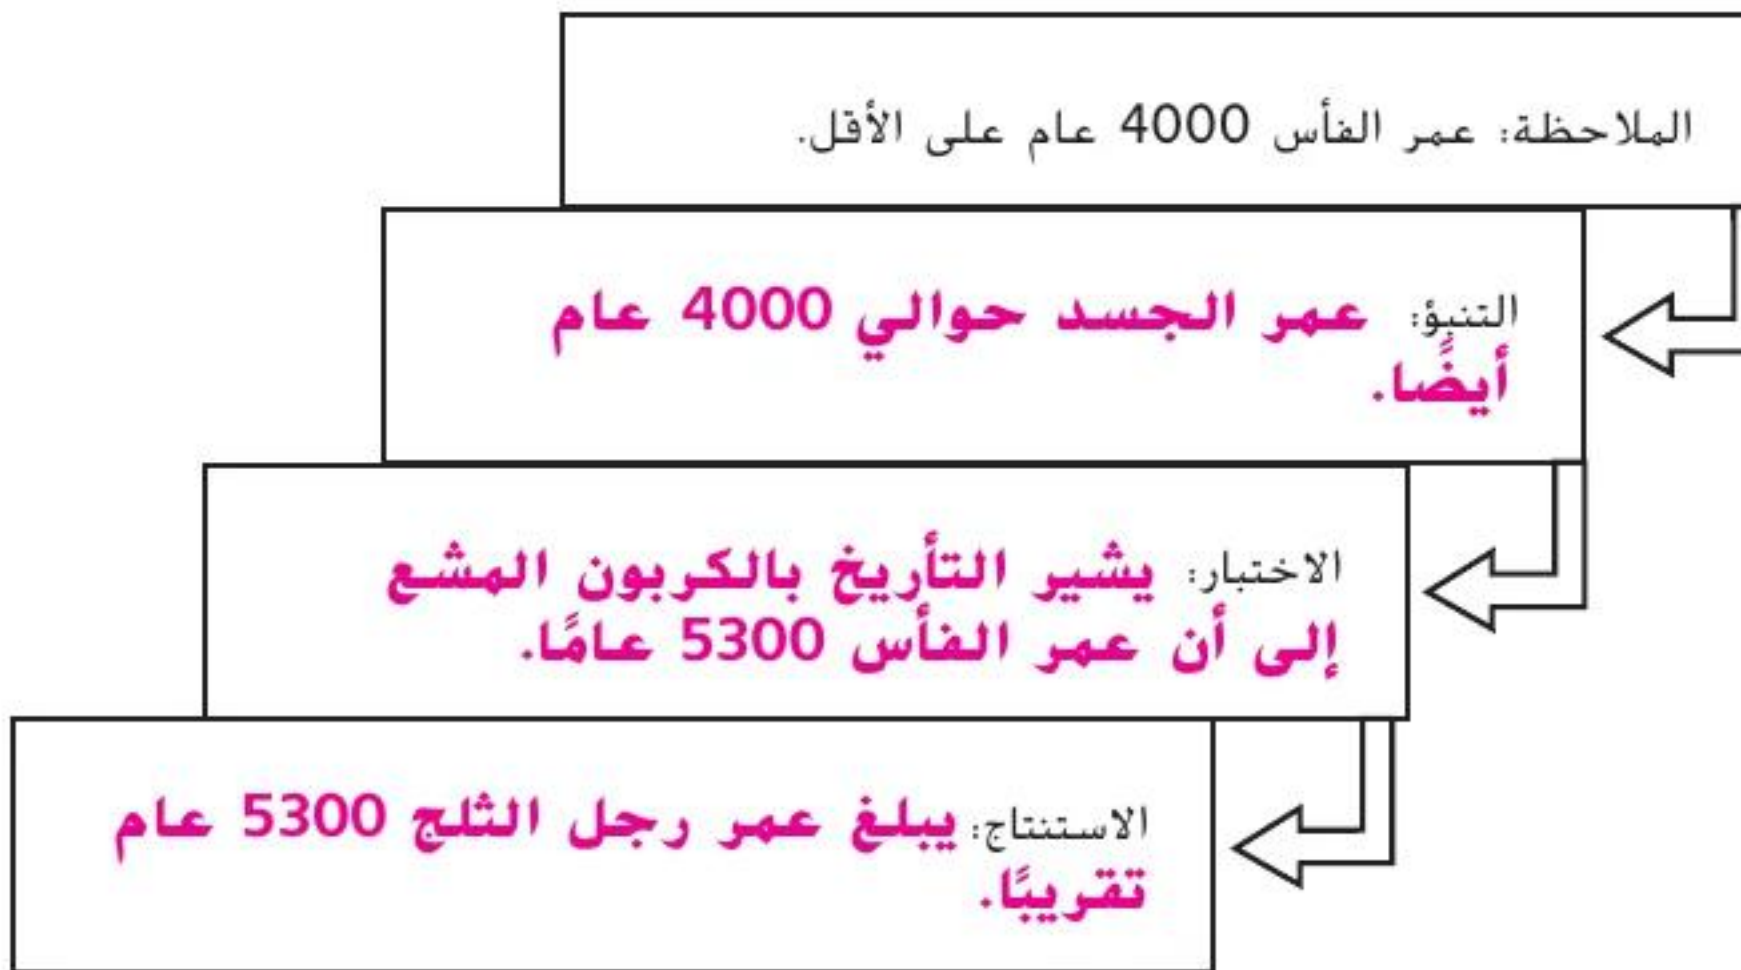 الملاحظة: عمر الفأس 4000 عام على الأقل.
التنبؤ: عمر الجسد حوالي 4000 عام
أيضًا.
الاختبار: يشير التأريخ بالكربون المشع
إلى أن عمر الفأس 5300 عامًا.
الاستنتاج: يبلغ عمر رجل الثلج 5300 عام
تقريبًا.